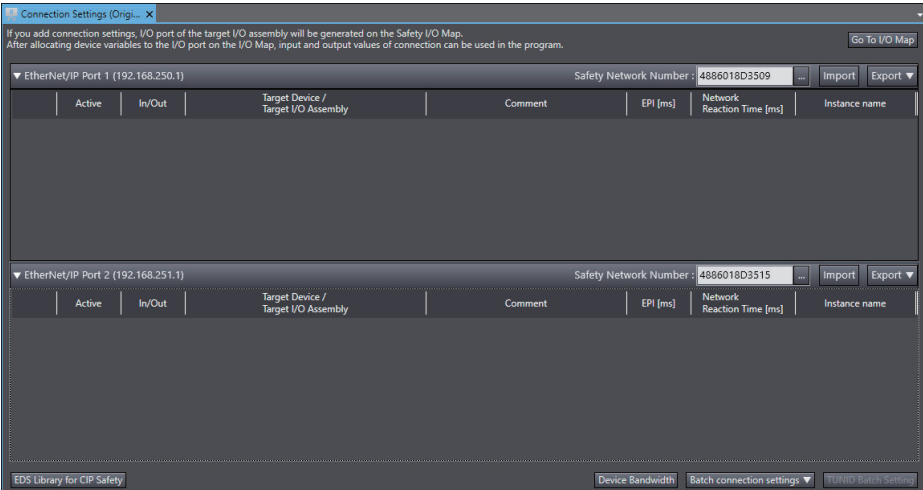 Connection Settings (Origi... X
If you add connection settings, I/O port of the target I/O assembly will be generated on the Safety I/O Map.
After allocating device variables to the I/O port on the I/O Map, input and output values of connection can be used in the program.
Go To I/O Map
EtherNet/IP Port 1 (192.168.250.1) Safety Network Number : 4886018D3509 ... Import Export ▼
Active In/Out Target Device / Target I/O Assembly Comment EPI [ms] Network Reaction Time [ms] Instance name
EtherNet/IP Port 2 (192.168.251.1) Safety Network Number : 4886018D3515 ... Import Export ▼
Active In/Out Target Device / Target I/O Assembly Comment EPI [ms] Network Reaction Time [ms] Instance name
EDS Library for CIP Safety Device Bandwidth Batch connection settings ▼ TUNID Batch Setting